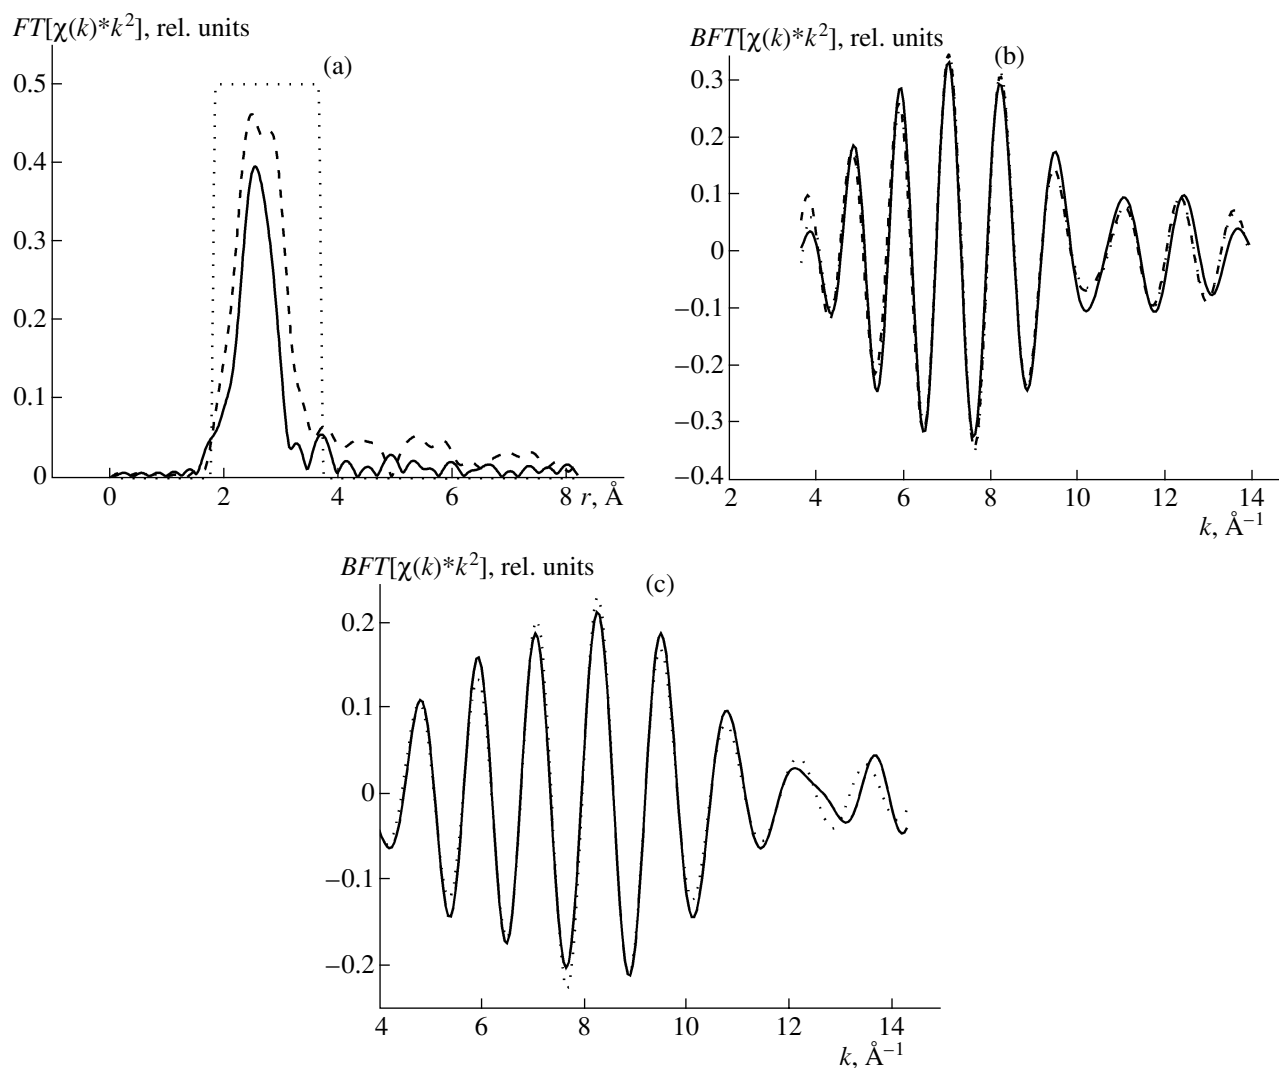 FT[χ(k)*k²], rel. units
(a)
0.5
0.4
0.3
0.2
0.1
0
0 2 4 6 8 r, Å
BFT[χ(k)*k²], rel. units
(b)
0.3
0.2
0.1
0
−0.1
−0.2
−0.3
−0.4
2 4 6 8 10 12 14
k, Å⁻¹
BFT[χ(k)*k²], rel. units
(c)
0.2
0.1
0
−0.1
−0.2
4 6 8 10 12 14
k, Å⁻¹